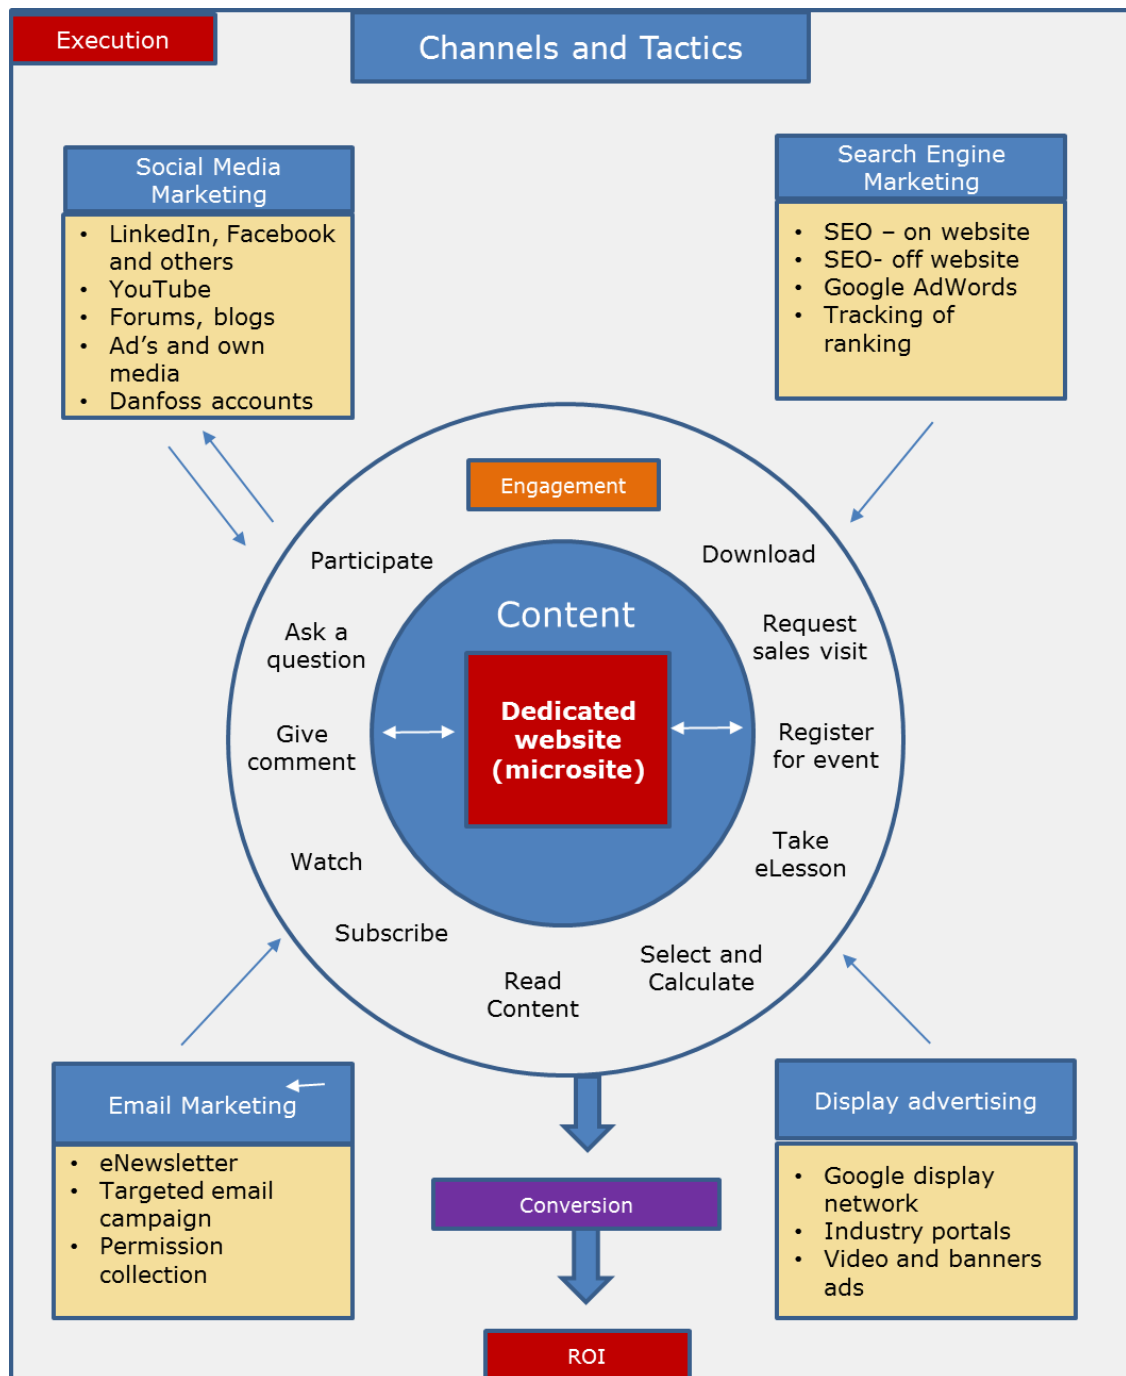 Execution
Channels and Tactics
Social Media
Marketing
• LinkedIn, Facebook
and others
• YouTube
• Forums, blogs
• Ad’s and own
media
• Danfoss accounts
Search Engine
Marketing
• SEO – on website
• SEO- off website
• Google AdWords
• Tracking of
ranking
Engagement
Participate
Download
Content
Ask a
question
Request
sales visit
Dedicated
website
(microsite)
Give
comment
Register
for event
Watch
Take
eLesson
Subscribe
Select and
Calculate
Read
Content
Email Marketing
• eNewsletter
• Targeted email
campaign
• Permission
collection
Display advertising
• Google display
network
• Industry portals
• Video and banners
ads
Conversion
ROI